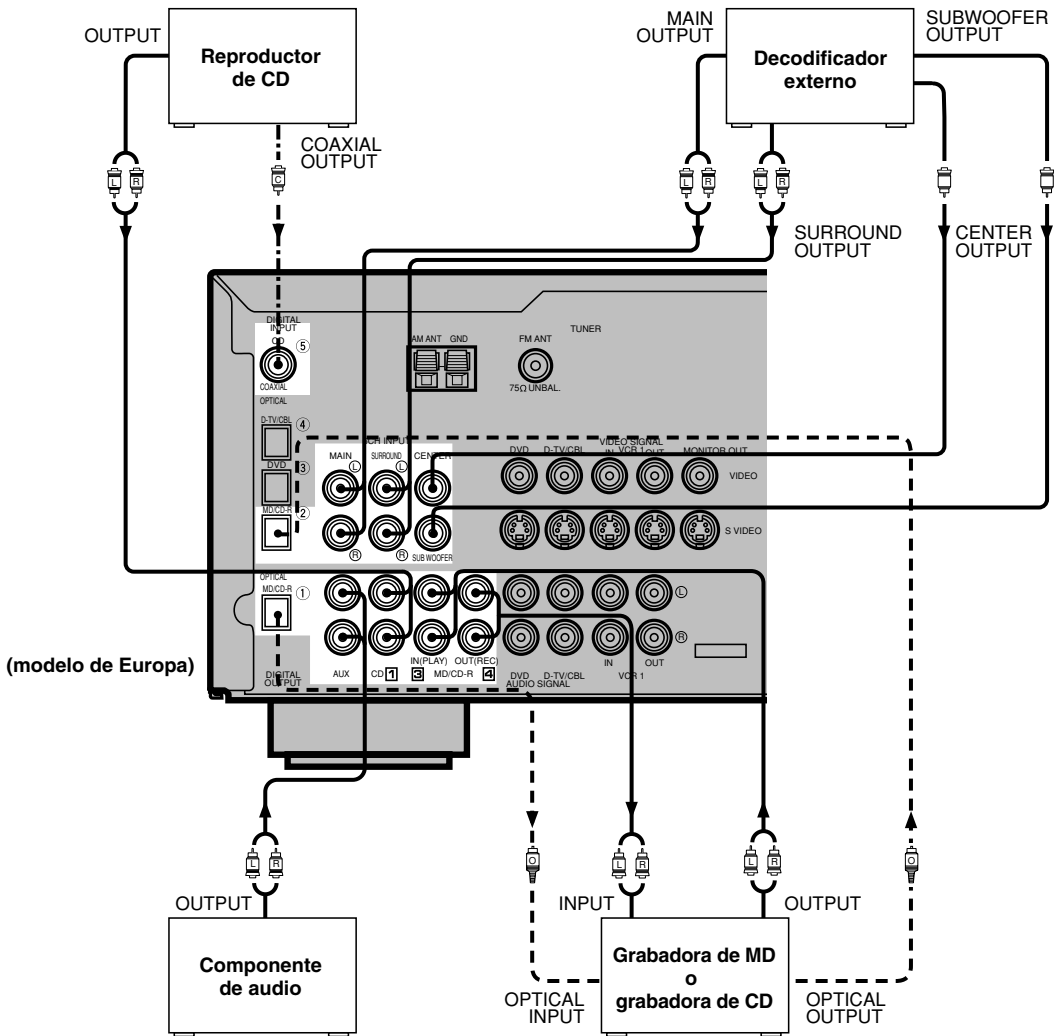 OUTPUT
Reproductor
de CD
COAXIAL
OUTPUT
L R
C
MAIN
OUTPUT
Decodificador
externo
SUBWOOFER
OUTPUT
L R
L R
SURROUND
OUTPUT
CENTER
OUTPUT
DIGITAL
INPUT
CD
⑤
COAXIAL
OPTICAL
D-TV/CBL
④
DVD
③
MD/CD-R
②
OPTICAL
MD/CD-R
①
DIGITAL
OUTPUT
AM ANT GND
FM ANT
75Ω UNBAL.
TUNER
CH INPUT
MAIN SURROUND CENTER
Ⓛ Ⓛ
Ⓡ Ⓡ SUB WOOFER
VIDEO SIGNAL
DVD D-TV/CBL IN VCR 1 OUT MONITOR OUT
VIDEO
S VIDEO
Ⓛ
Ⓡ
IN(PLAY) OUT(REC)
AUX CD 1 3 MD/CD-R 4
DVD D-TV/CBL IN VCR 1 OUT
AUDIO SIGNAL
(modelo de Europa)
L R
OUTPUT
Componente
de audio
O
L R
L R
O
INPUT
OUTPUT
Grabadora de MD
o
grabadora de CD
OPTICAL
INPUT
OPTICAL
OUTPUT